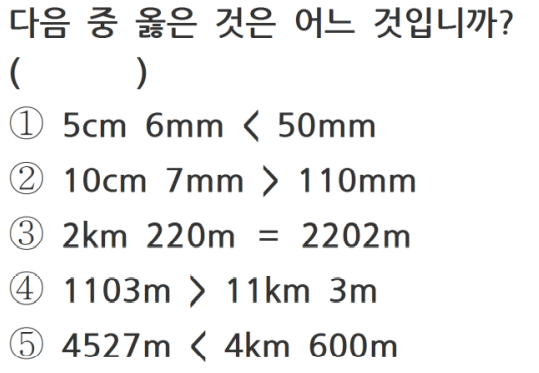 다음 중 옳은 것은 어느 것입니까?
(        )
① 5cm 6mm < 50mm
② 10cm 7mm > 110mm
③ 2km 220m = 2202m
④ 1103m > 11km 3m
⑤ 4527m < 4km 600m